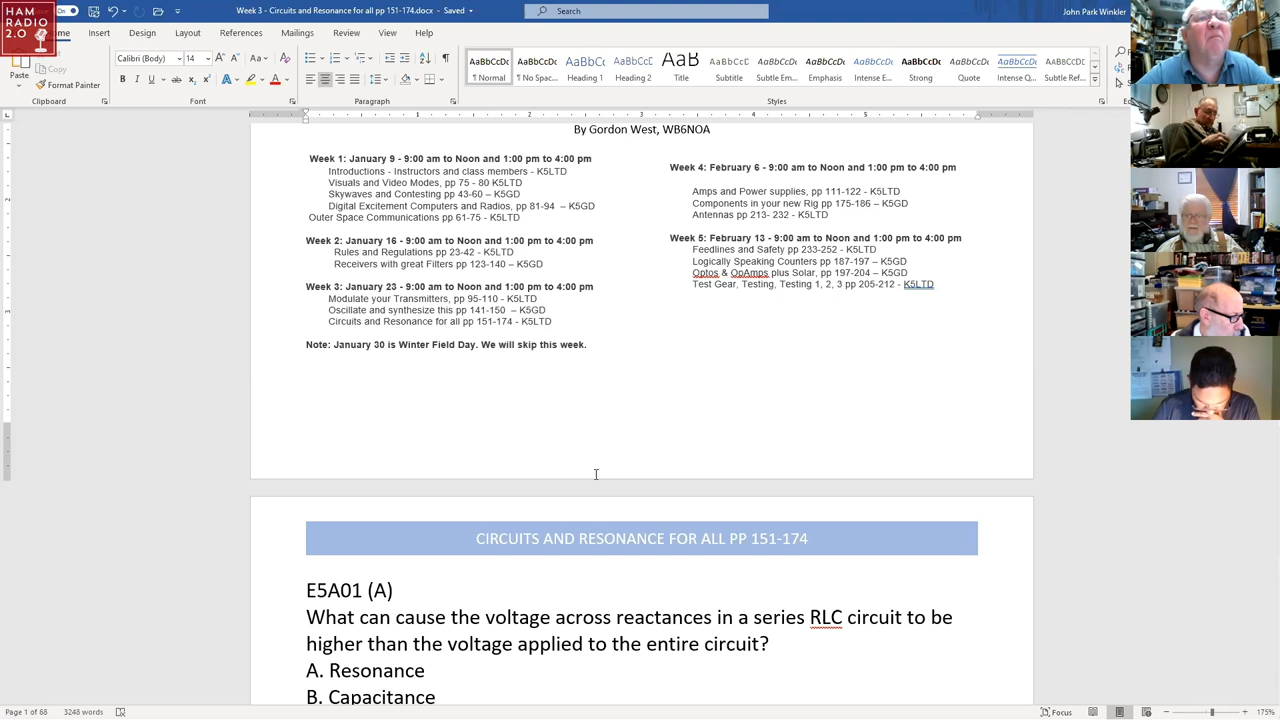 HAM
RADIO
2.0
On
Week 3 - Circuits and Resonance for all pp 151-174.docx - Saved
Search
John Park Winkler
Home Insert Design Layout References Mailings Review View Help
Paste
Copy
Format Painter
Clipboard
Calibri (Body) 14
Font
Paragraph
AaBbCcDc AaBbCcDc AaBbCc AaBbCcD AaB AaBbCcD AaBbCcDc AaBbCcDc AaBbCcDc AaBbCcDc AaBbCcDc AaBbCcDc AaBbCcDc
¶ Normal ¶ No Spac... Heading 1 Heading 2 Title Subtitle Subtle Em... Emphasis Intense E... Strong Quote Intense Q... Subtle Ref...
Styles
By Gordon West, WB6NOA
Week 1: January 9 - 9:00 am to Noon and 1:00 pm to 4:00 pm
Introductions - Instructors and class members - K5LTD
Visuals and Video Modes, pp 75 - 80 K5LTD
Skywaves and Contesting pp 43-60 – K5GD
Digital Excitement Computers and Radios, pp 81-94 – K5GD
Outer Space Communications pp 61-75 - K5LTD
Week 2: January 16 - 9:00 am to Noon and 1:00 pm to 4:00 pm
Rules and Regulations pp 23-42 - K5LTD
Receivers with great Filters pp 123-140 – K5GD
Week 3: January 23 - 9:00 am to Noon and 1:00 pm to 4:00 pm
Modulate your Transmitters, pp 95-110 - K5LTD
Oscillate and synthesize this pp 141-150 – K5GD
Circuits and Resonance for all pp 151-174 - K5LTD
Note: January 30 is Winter Field Day. We will skip this week.
Week 4: February 6 - 9:00 am to Noon and 1:00 pm to 4:00 pm
Amps and Power supplies, pp 111-122 - K5LTD
Components in your new Rig pp 175-186 – K5GD
Antennas pp 213- 232 - K5LTD
Week 5: February 13 - 9:00 am to Noon and 1:00 pm to 4:00 pm
Feedlines and Safety pp 233-252 - K5LTD
Logically Speaking Counters pp 187-197 – K5GD
Optos & OpAmps plus Solar, pp 197-204 – K5GD
Test Gear, Testing, Testing 1, 2, 3 pp 205-212 - K5LTD
CIRCUITS AND RESONANCE FOR ALL PP 151-174
E5A01 (A)
What can cause the voltage across reactances in a series RLC circuit to be
higher than the voltage applied to the entire circuit?
A. Resonance
B. Capacitance
Page 1 of 68 3248 words
Focus
175%